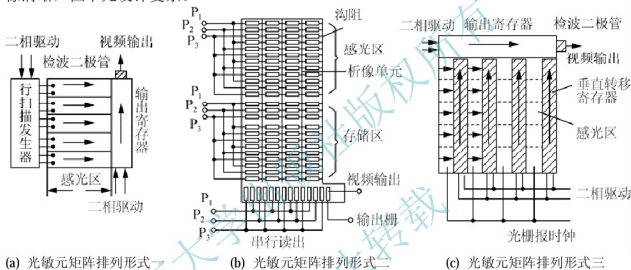 二相驱动
视频输出
检波二极管
行扫描发生器
输出寄存器
感光区
二相驱动
(a) 光敏元矩阵排列形式一
P1
P2
P3
沟阻
感光区
析像单元
P1
P2
P3
存储区
视频输出
P1
P2
P3
输出栅
串行读出
(b) 光敏元矩阵排列形式二
二相驱动
输出寄存器
检波二极管
视频输出
垂直转移寄存器
感光区
二相驱动
光栅报时钟
(c) 光敏元矩阵排列形式三